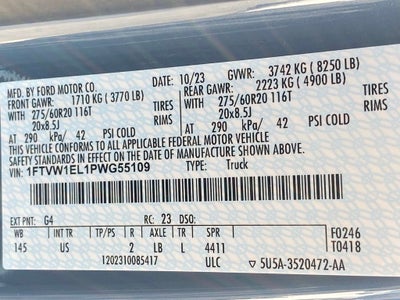 MFD. BY FORD MOTOR CO.
DATE: 10/23 GVWR: 3742 KG ( 8250 LB)
FRONT GAWR: 1710 KG ( 3770 LB) REAR GAWR: 2223 KG ( 4900 LB)
WITH 275/60R20 116T TIRES WITH 275/60R20 116T TIRES
20x8.5J RIMS 20x8.5J RIMS
AT 290 kPa/ 42 PSI COLD AT 290 kPa/ 42 PSI COLD
THIS VEHICLE CONFORMS TO ALL APPLICABLE FEDERAL MOTOR VEHICLE
SAFETY STANDARDS IN EFFECT ON THE DATE OF MANUFACTURE SHOWN ABOVE.
VIN: 1FTVW1EL1PWG55109 TYPE: Truck
EXT PNT: G4 RC: 23 DSO: F0246
WB INT TR TP/PS R AXLE TR SPR T0418
145 US 2 LB L 4411
1202310085417 ULC 5U5A-3520472-AA